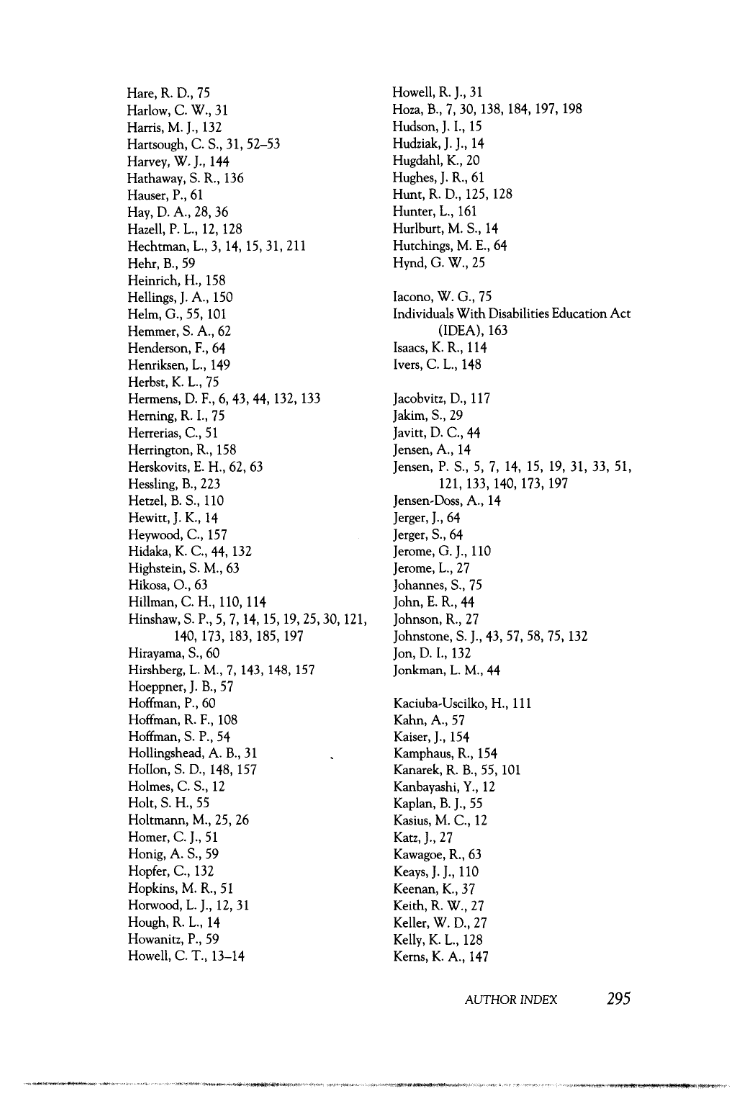 Hare, R. D., 75
Harlow, C. W., 31
Harris, M. J., 132
Hartsough, C. S., 31, 52–53
Harvey, W. J., 144
Hathaway, S. R., 136
Hauser, P., 61
Hay, D. A., 28, 36
Hazell, P. L., 12, 128
Hechtman, L., 3, 14, 15, 31, 211
Hehr, B., 59
Heinrich, H., 158
Hellings, J. A., 150
Helm, G., 55, 101
Hemmer, S. A., 62
Henderson, F., 64
Henriksen, L., 149
Herbst, K. L., 75
Hermens, D. F., 6, 43, 44, 132, 133
Herning, R. I., 75
Herrerias, C., 51
Herrington, R., 158
Herskovits, E. H., 62, 63
Hessling, B., 223
Hetzel, B. S., 110
Hewitt, J. K., 14
Heywood, C., 157
Hidaka, K. C., 44, 132
Highstein, S. M., 63
Hikosa, O., 63
Hillman, C. H., 110, 114
Hinshaw, S. P., 5, 7, 14, 15, 19, 25, 30, 121,
140, 173, 183, 185, 197
Hirayama, S., 60
Hirshberg, L. M., 7, 143, 148, 157
Hoeppner, J. B., 57
Hoffman, P., 60
Hoffman, R. F., 108
Hoffman, S. P., 54
Hollingshead, A. B., 31
Hollon, S. D., 148, 157
Holmes, C. S., 12
Holt, S. H., 55
Holtmann, M., 25, 26
Homer, C. J., 51
Honig, A. S., 59
Hopfer, C., 132
Hopkins, M. R., 51
Horwood, L. J., 12, 31
Hough, R. L., 14
Howanitz, P., 59
Howell, C. T., 13–14
Howell, R. J., 31
Hoza, B., 7, 30, 138, 184, 197, 198
Hudson, J. I., 15
Hudziak, J. J., 14
Hugdahl, K., 20
Hughes, J. R., 61
Hunt, R. D., 125, 128
Hunter, L., 161
Hurlburt, M. S., 14
Hutchings, M. E., 64
Hynd, G. W., 25
Iacono, W. G., 75
Individuals With Disabilities Education Act
(IDEA), 163
Isaacs, K. R., 114
Ivers, C. L., 148
Jacobvitz, D., 117
Jakim, S., 29
Javitt, D. C., 44
Jensen, A., 14
Jensen, P. S., 5, 7, 14, 15, 19, 31, 33, 51,
121, 133, 140, 173, 197
Jensen-Doss, A., 14
Jerger, J., 64
Jerger, S., 64
Jerome, G. J., 110
Jerome, L., 27
Johannes, S., 75
John, E. R., 44
Johnson, R., 27
Johnstone, S. J., 43, 57, 58, 75, 132
Jon, D. I., 132
Jonkman, L. M., 44
Kaciuba-Uscilko, H., 111
Kahn, A., 57
Kaiser, J., 154
Kamphaus, R., 154
Kanarek, R. B., 55, 101
Kanbayashi, Y., 12
Kaplan, B. J., 55
Kasius, M. C., 12
Katz, J., 27
Kawagoe, R., 63
Keays, J. J., 110
Keenan, K., 37
Keith, R. W., 27
Keller, W. D., 27
Kelly, K. L., 128
Kerns, K. A., 147
AUTHOR INDEX 295